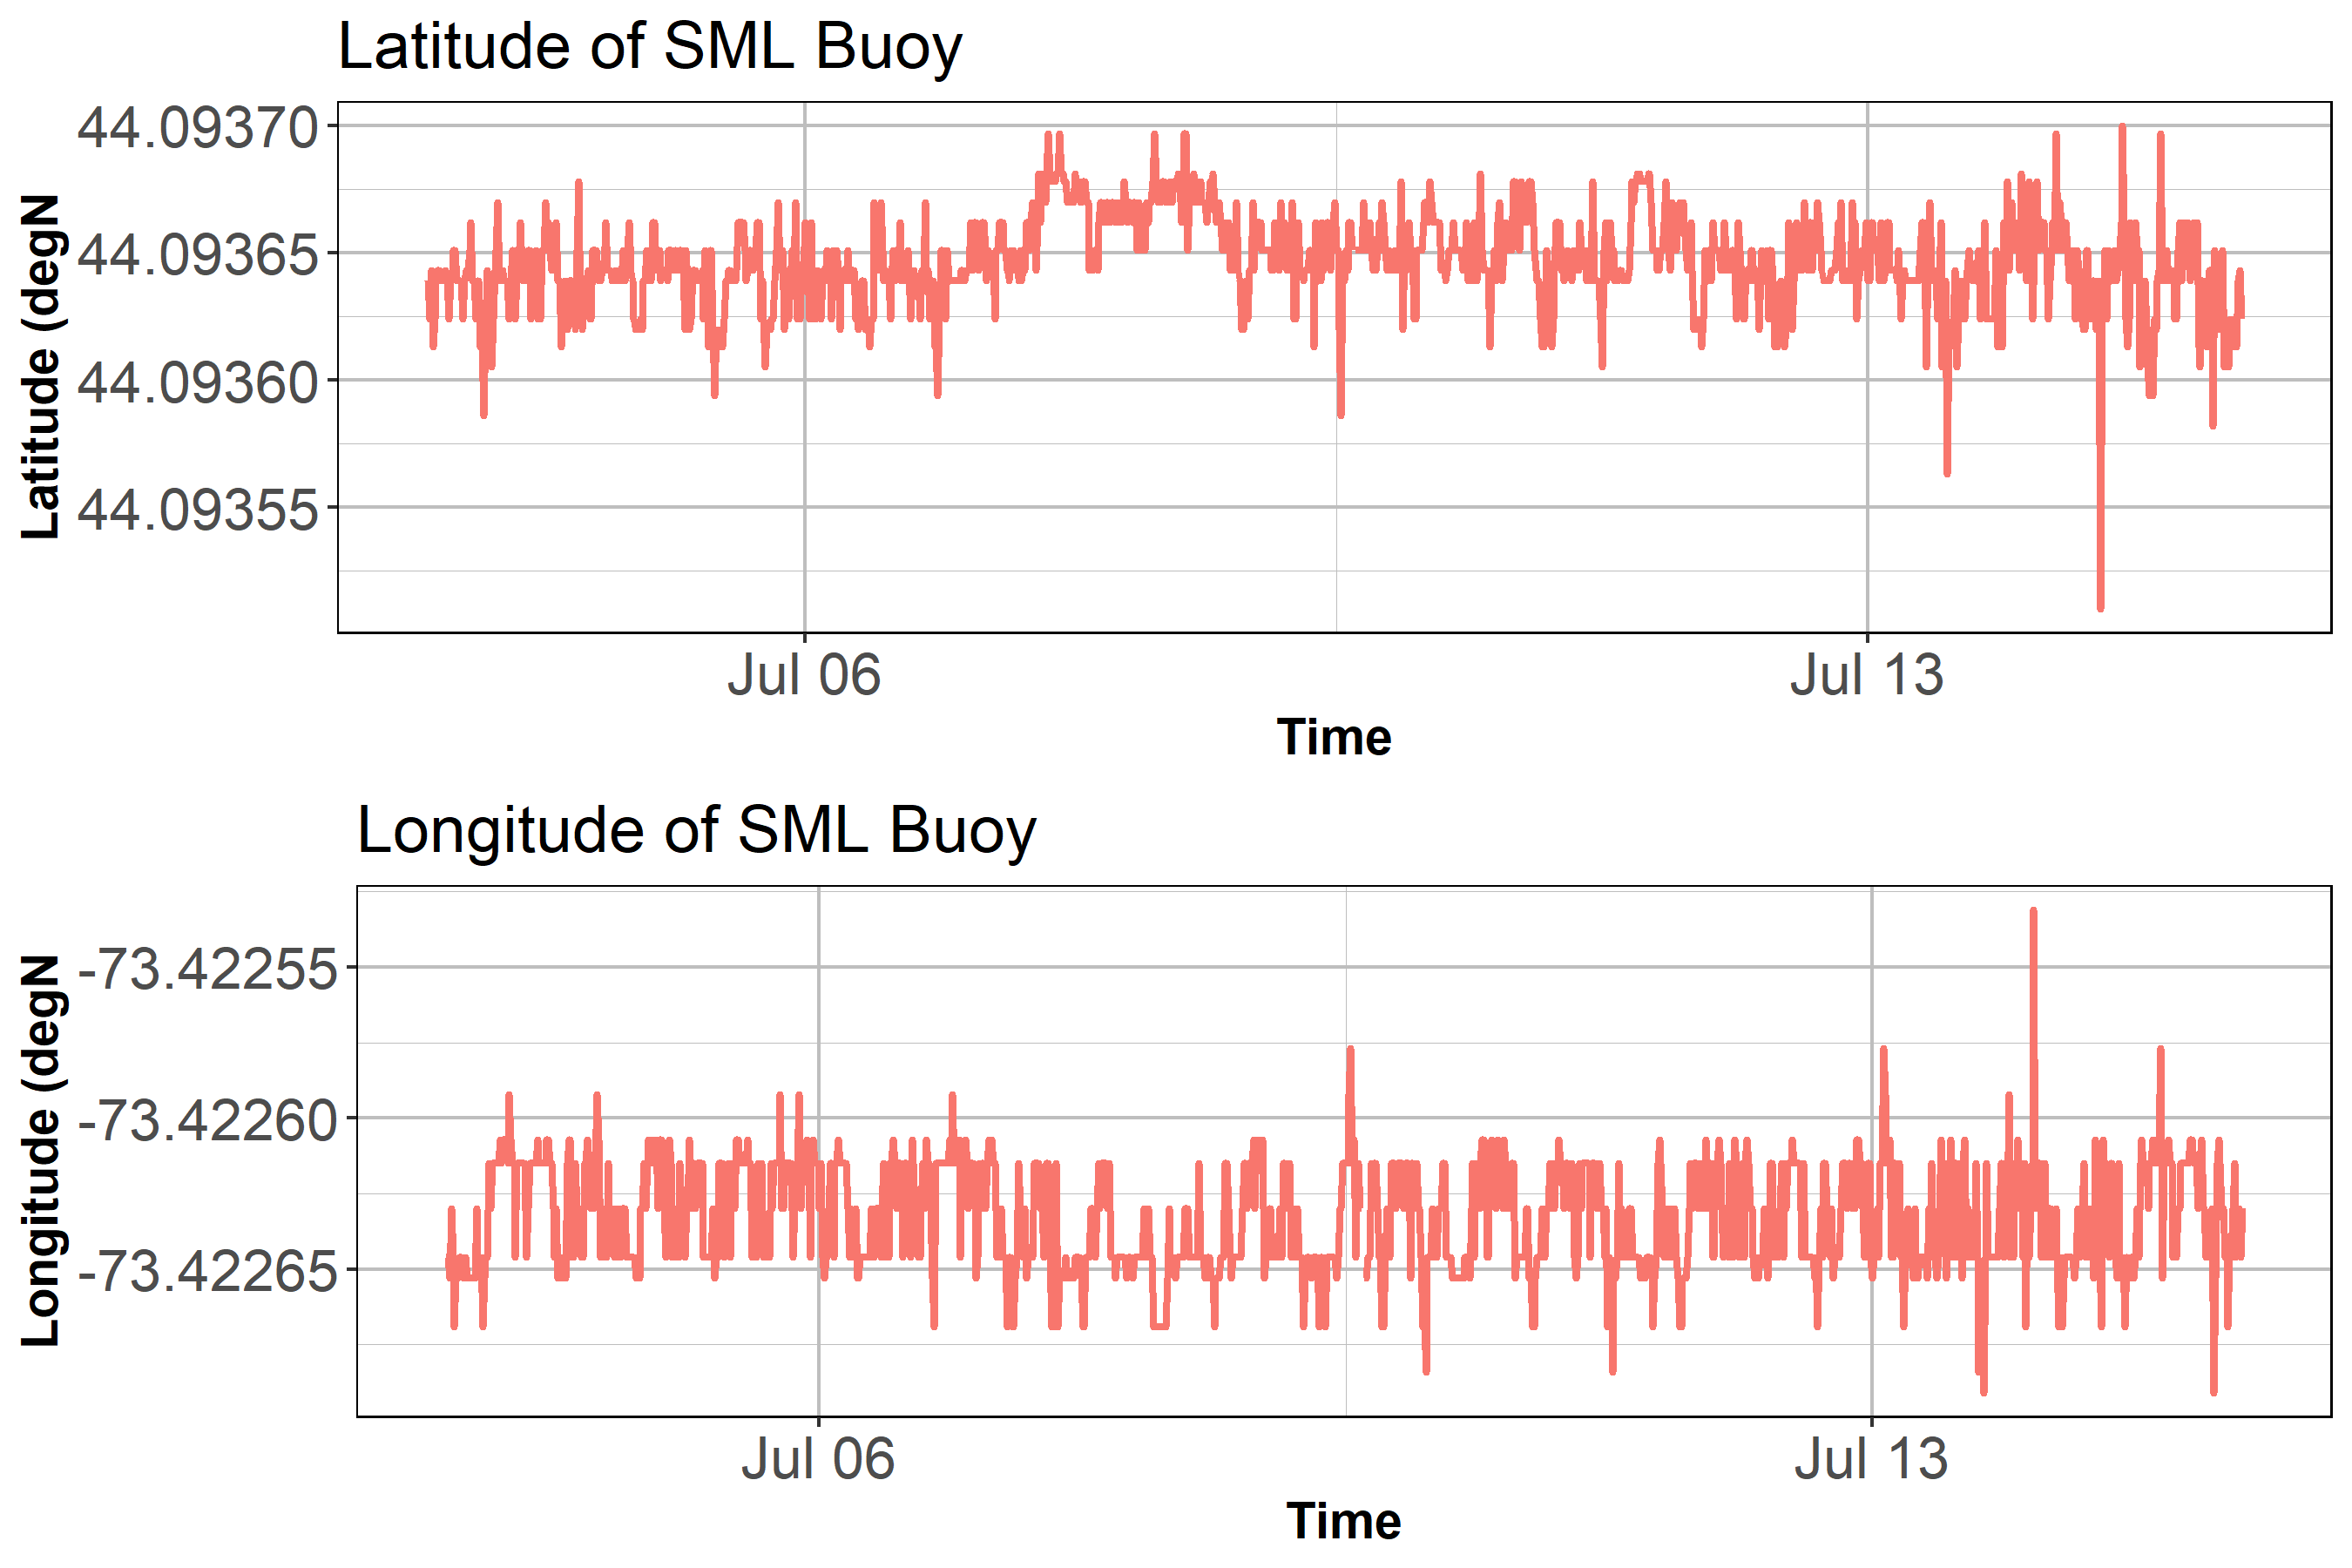 Latitude of SML Buoy
44.09370
44.09365
44.09360
44.09355
Latitude (degN
Jul 06
Jul 13
Time
Longitude of SML Buoy
-73.42255
-73.42260
-73.42265
Longitude (degN
Jul 06
Jul 13
Time